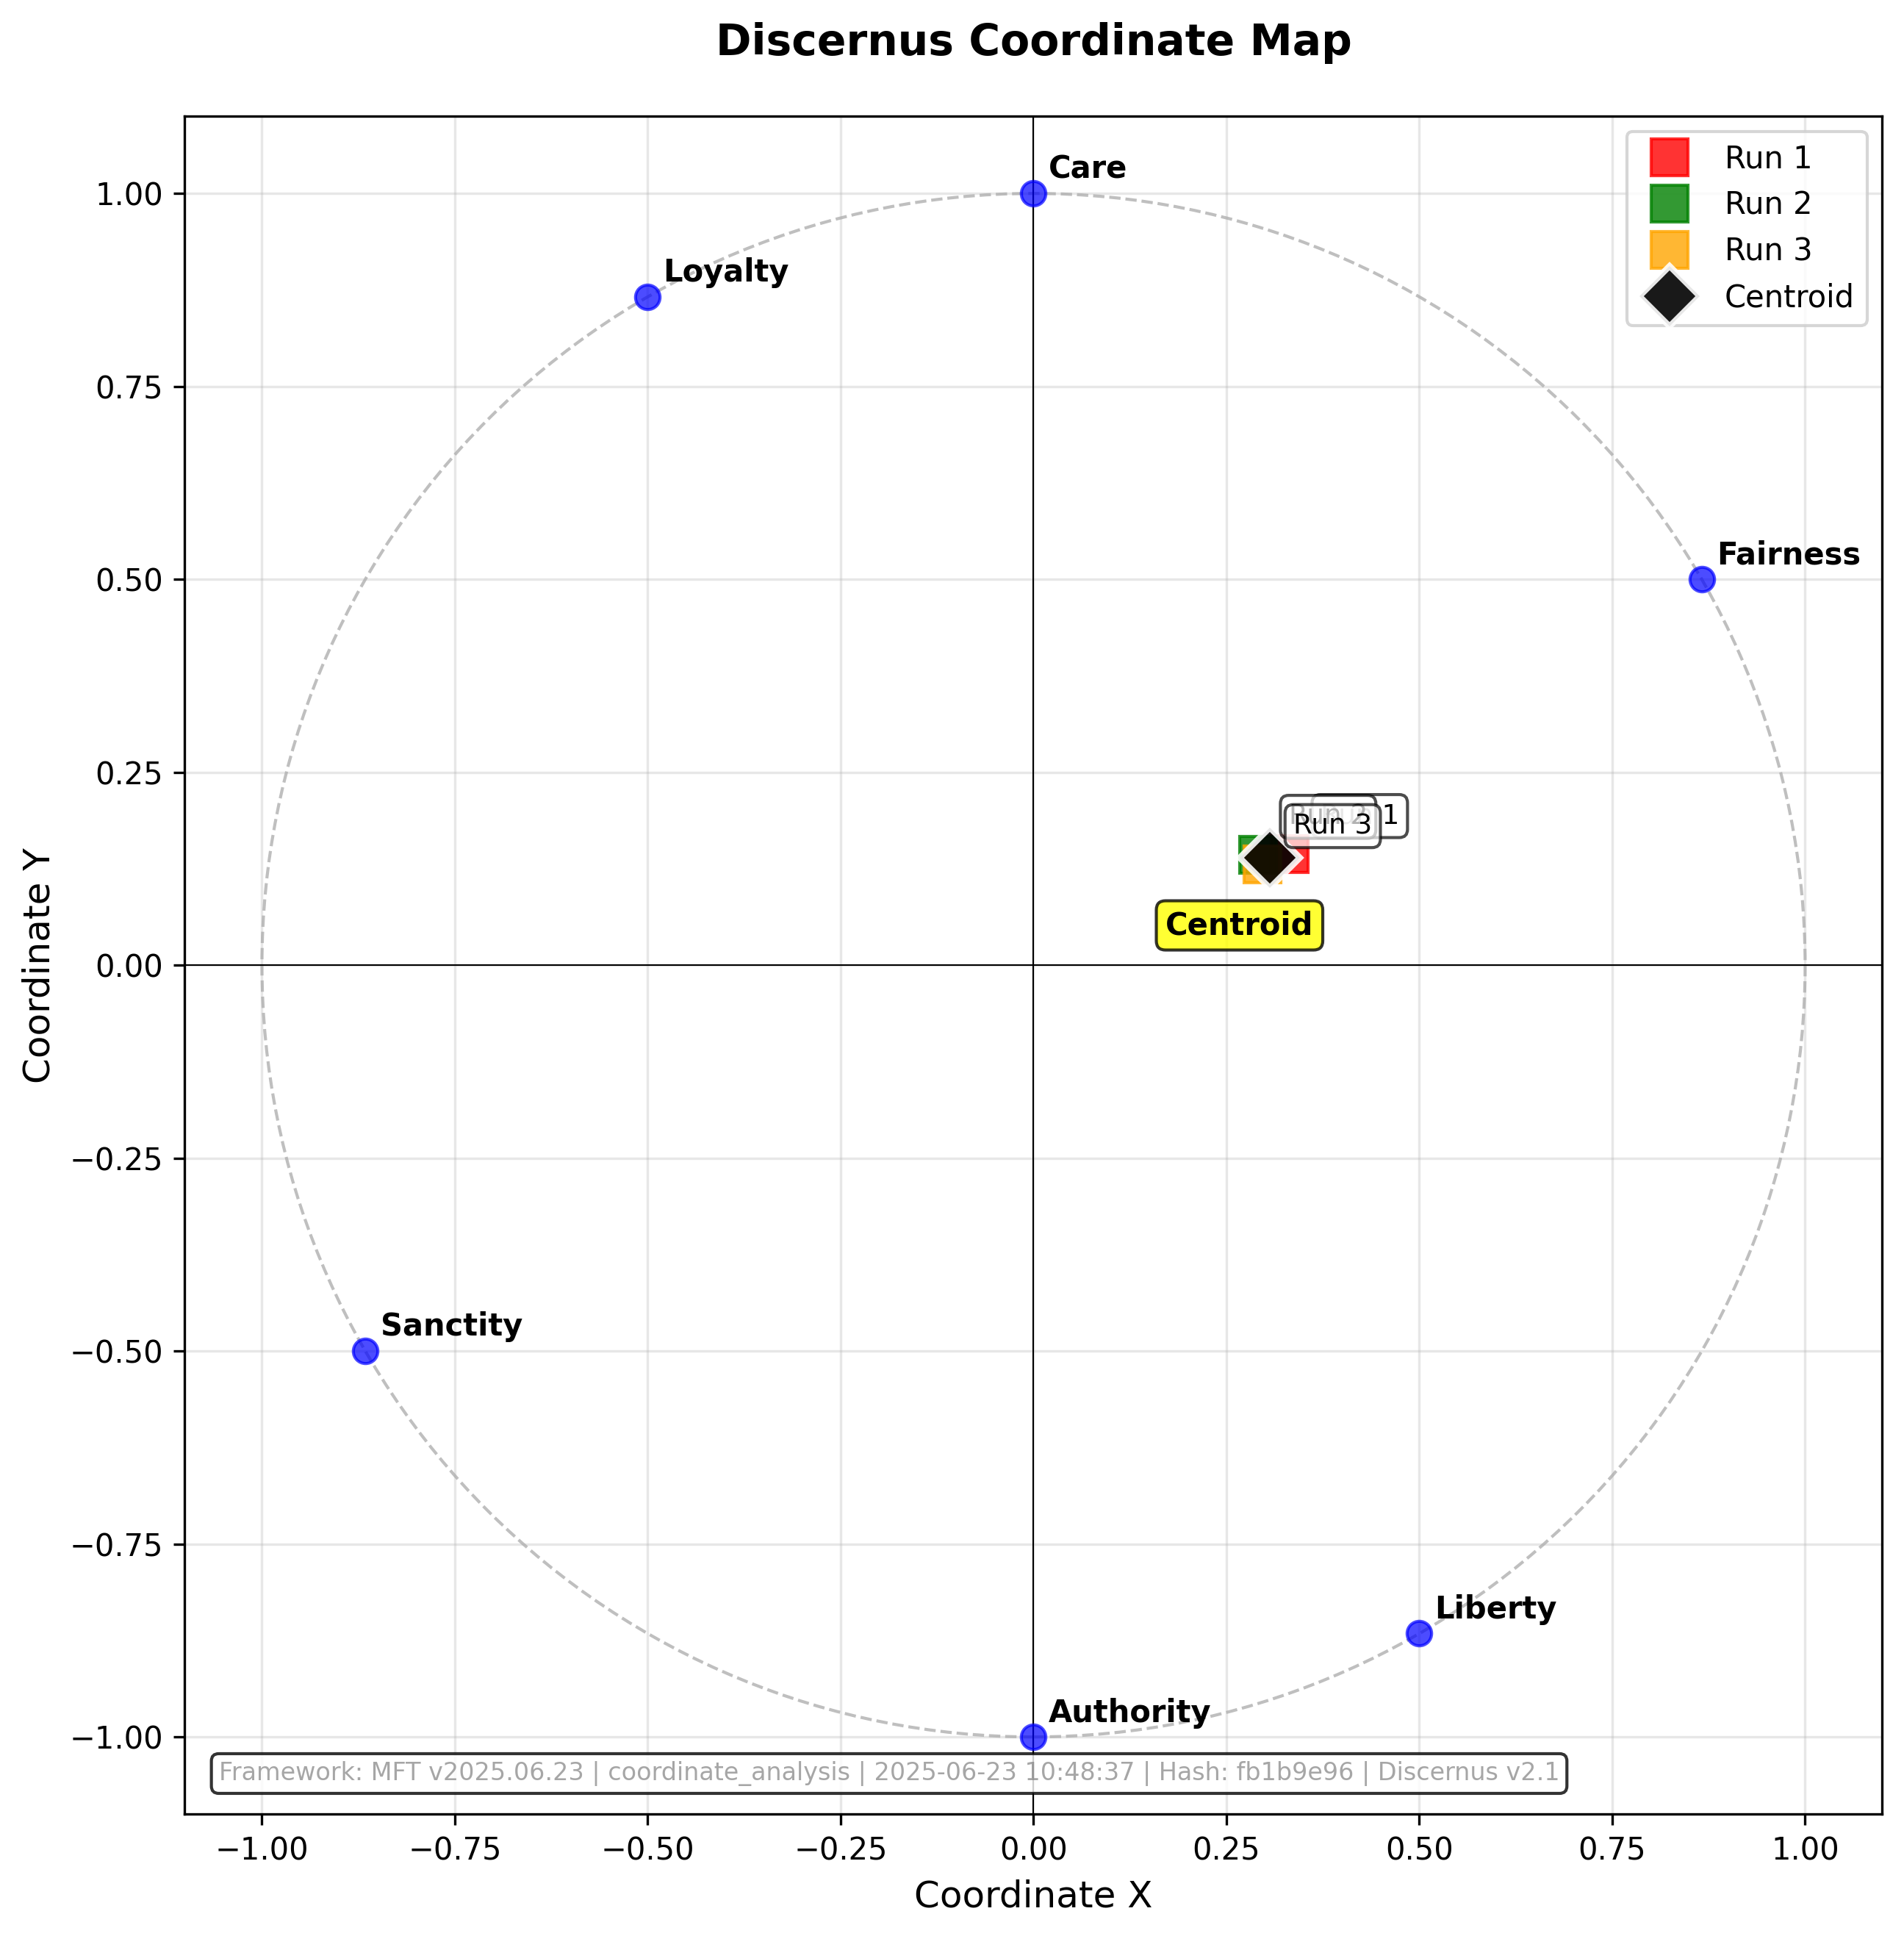 Discernus Coordinate Map
Run 1
Run 2
Run 3
Centroid
Care
Loyalty
Fairness
1
Run 3
Centroid
Sanctity
Liberty
Authority
Framework: MFT v2025.06.23 | coordinate_analysis | 2025-06-23 10:48:37 | Hash: fb1b9e96 | Discernus v2.1
1.00
0.75
0.50
0.25
0.00
−0.25
−0.50
−0.75
−1.00
Coordinate Y
−1.00 −0.75 −0.50 −0.25 0.00 0.25 0.50 0.75 1.00
Coordinate X